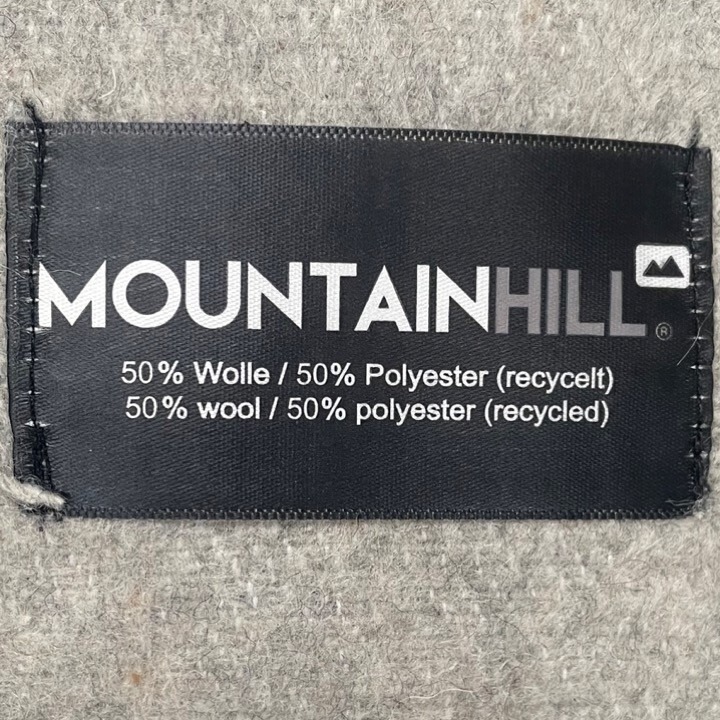 MOUNTAINHILL®
50% Wolle / 50% Polyester (recycelt)
50% wool / 50% polyester (recycled)